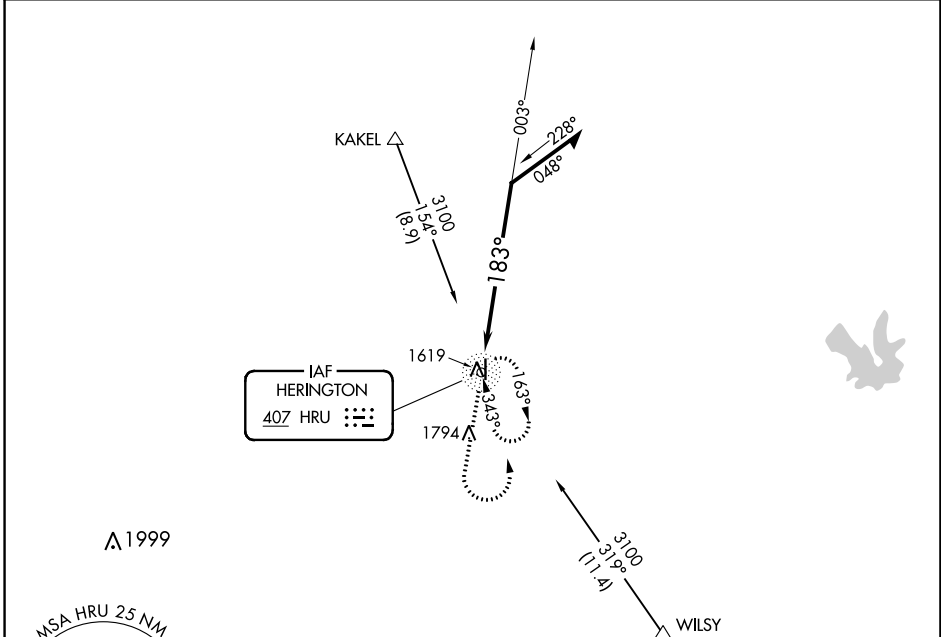 003°
228°
048°
KAKEL
3100
154°
(8.9)
183°
1619
IAF
HERINGTON
407 HRU
163°
343°
1794
1999
3100
319°
(11.4)
MSA HRU 25 NM
WILSY